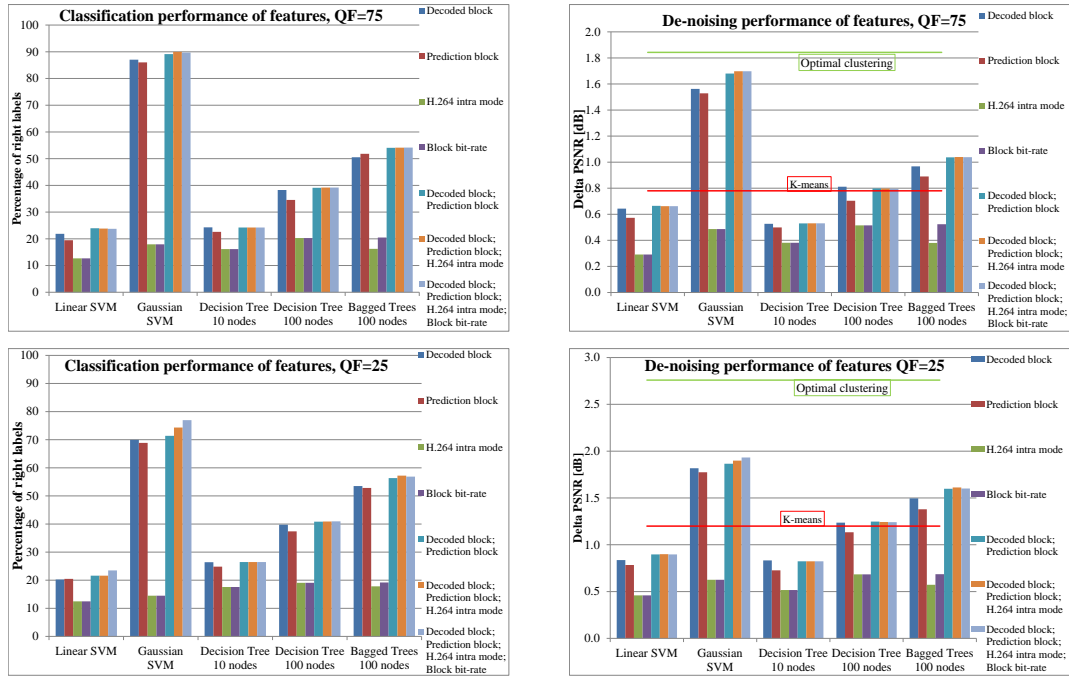 Classification performance of features, QF=75
Percentage of right labels
100
90
80
70
60
50
40
30
20
10
0
Linear SVM
Gaussian
SVM
Decision Tree
10 nodes
Decision Tree
100 nodes
Bagged Trees
100 nodes
Decoded block
Prediction block
H.264 intra mode
Block bit-rate
Decoded block;
Prediction block
Decoded block;
Prediction block;
H.264 intra mode
Decoded block;
Prediction block;
H.264 intra mode;
Block bit-rate
De-noising performance of features, QF=75
Delta PSNR [dB]
2.0
1.8
1.6
1.4
1.2
1.0
0.8
0.6
0.4
0.2
0.0
Optimal clustering
K-means
Linear SVM
Gaussian
SVM
Decision Tree
10 nodes
Decision Tree
100 nodes
Bagged Trees
100 nodes
Decoded block
Prediction block
H.264 intra mode
Block bit-rate
Decoded block;
Prediction block
Decoded block;
Prediction block;
H.264 intra mode
Decoded block;
Prediction block;
H.264 intra mode;
Block bit-rate
Classification performance of features, QF=25
Percentage of right labels
100
90
80
70
60
50
40
30
20
10
0
Linear SVM
Gaussian
SVM
Decision Tree
10 nodes
Decision Tree
100 nodes
Bagged Trees
100 nodes
Decoded block
Prediction block
H.264 intra mode
Block bit-rate
Decoded block;
Prediction block
Decoded block;
Prediction block;
H.264 intra mode
Decoded block;
Prediction block;
H.264 intra mode;
Block bit-rate
De-noising performance of features QF=25
Delta PSNR [dB]
3.0
2.5
2.0
1.5
1.0
0.5
0.0
Optimal clustering
K-means
Linear SVM
Gaussian
SVM
Decision Tree
10 nodes
Decision Tree
100 nodes
Bagged Trees
100 nodes
Decoded block
Prediction block
H.264 intra mode
Block bit-rate
Decoded block;
Prediction block
Decoded block;
Prediction block;
H.264 intra mode
Decoded block;
Prediction block;
H.264 intra mode;
Block bit-rate